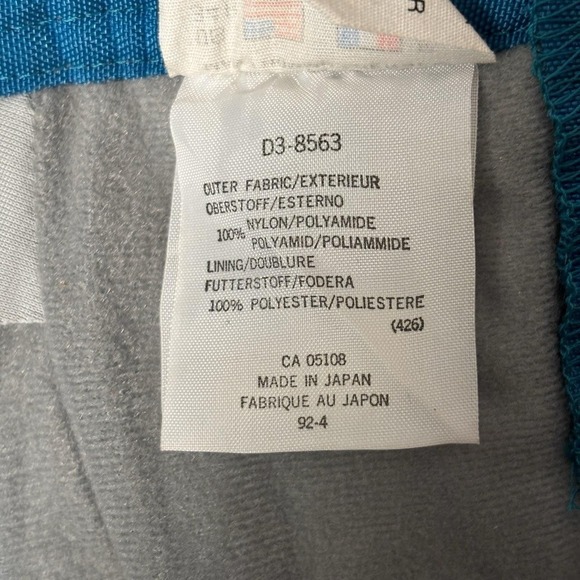 R
D3-8563
OUTER FABRIC/EXTERIEUR
OBERSTOFF/ESTERNO
100% NYLON/POLYAMIDE
POLYAMID/POLIAMMIDE
LINING/DOUBLURE
FUTTERSTOFF/FODERA
100% POLYESTER/POLIESTERE
(426)
CA 05108
MADE IN JAPAN
FABRIQUE AU JAPON
92-4